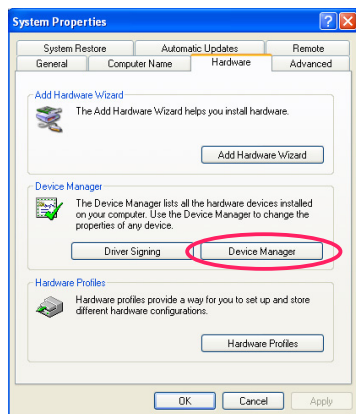 System Properties
System Restore
Automatic Updates
Remote
General
Computer Name
Hardware
Advanced
Add Hardware Wizard
The Add Hardware Wizard helps you install hardware.
Add Hardware Wizard
Device Manager
The Device Manager lists all the hardware devices installed
on your computer. Use the Device Manager to change the
properties of any device.
Driver Signing
Device Manager
Hardware Profiles
Hardware profiles provide a way for you to set up and store
different hardware configurations.
Hardware Profiles
OK
Cancel
Apply